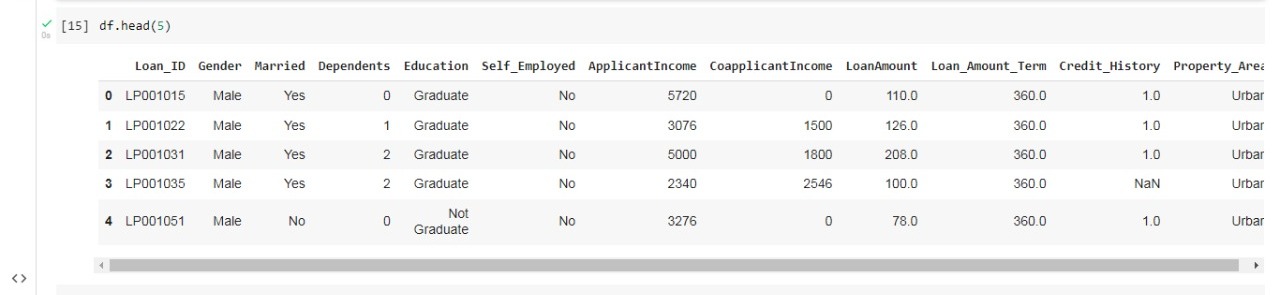 [15] df.head(5)
0s
Loan_ID Gender Married Dependents Education Self_Employed ApplicantIncome CoapplicantIncome LoanAmount Loan_Amount_Term Credit_History Property_Area
0 LP001015 Male Yes 0 Graduate No 5720 0 110.0 360.0 1.0 Urban
1 LP001022 Male Yes 1 Graduate No 3076 1500 126.0 360.0 1.0 Urban
2 LP001031 Male Yes 2 Graduate No 5000 1800 208.0 360.0 1.0 Urban
3 LP001035 Male Yes 2 Graduate No 2340 2546 100.0 360.0 NaN Urban
4 LP001051 Male No 0 Not Graduate No 3276 0 78.0 360.0 1.0 Urban